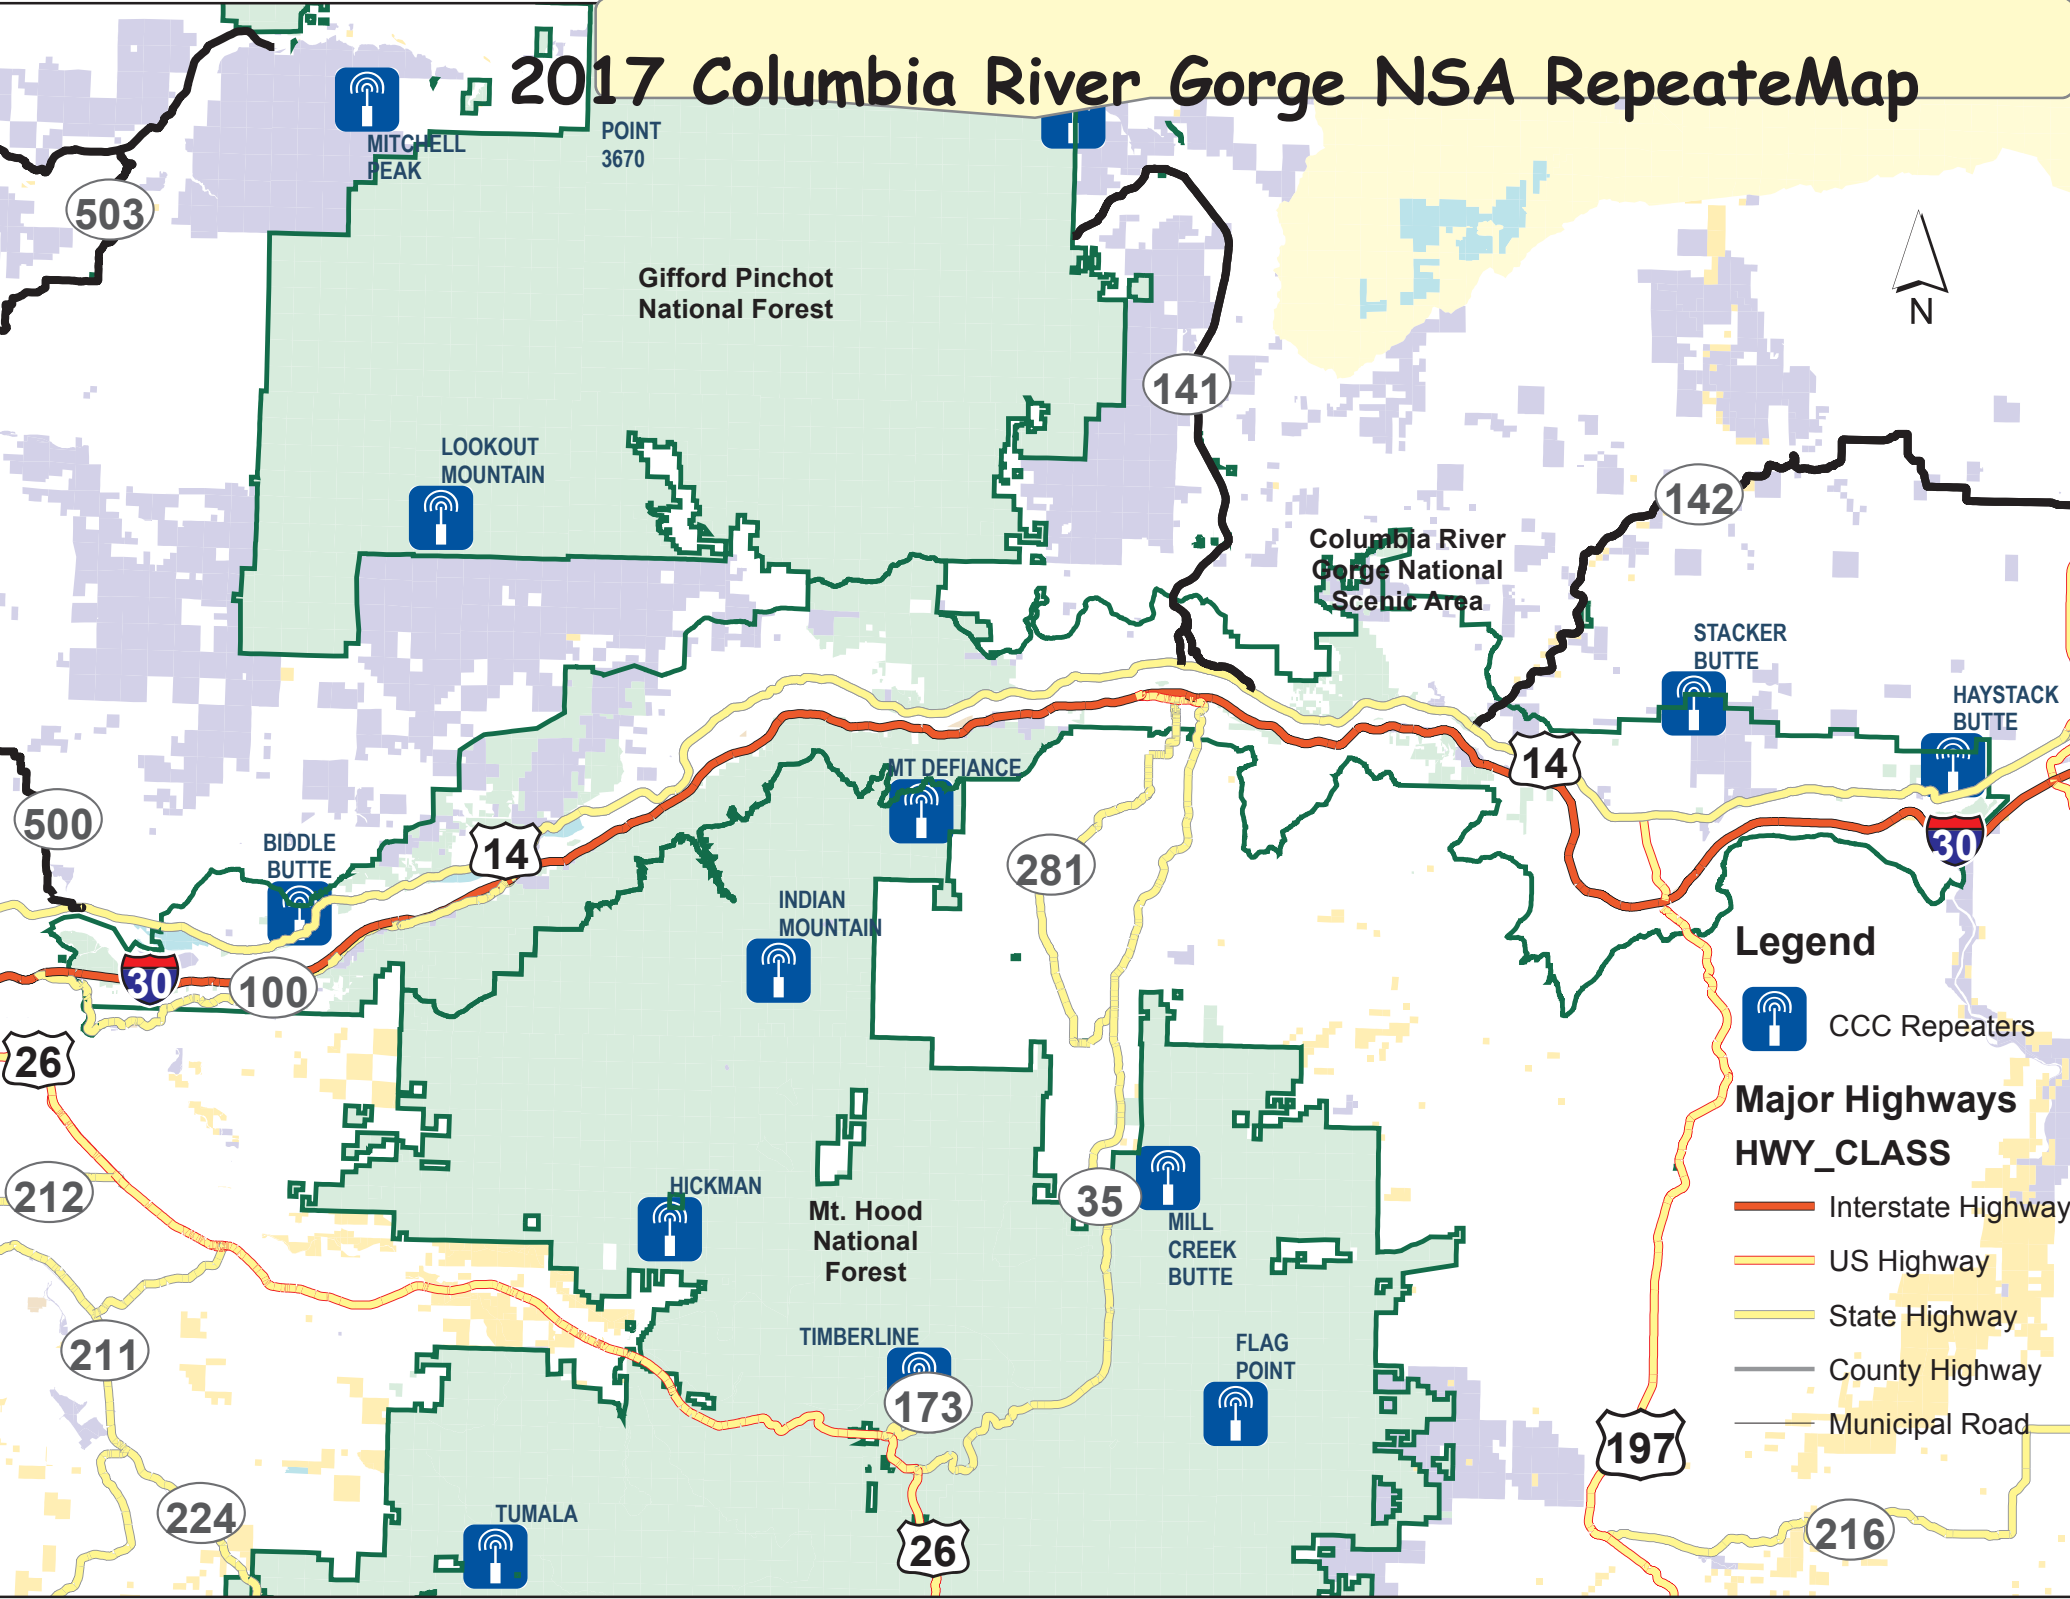 2017 Columbia River Gorge NSA RepeateMap
POINT
3670
MITCHELL
PEAK
503
Gifford Pinchot
National Forest
N
141
LOOKOUT
MOUNTAIN
142
Columbia River
Gorge National
Scenic Area
STACKER
BUTTE
HAYSTACK
BUTTE
14
MT DEFIANCE
500
BIDDLE
BUTTE
14
30
281
INDIAN
MOUNTAIN
30
100
Legend
CCC Repeaters
26
Major Highways
HWY_CLASS
212
HICKMAN
35
Mt. Hood
National
Forest
MILL
CREEK
BUTTE
Interstate Highway
US Highway
State Highway
County Highway
Municipal Road
211
TIMBERLINE
FLAG
POINT
173
197
224
TUMALA
26
216